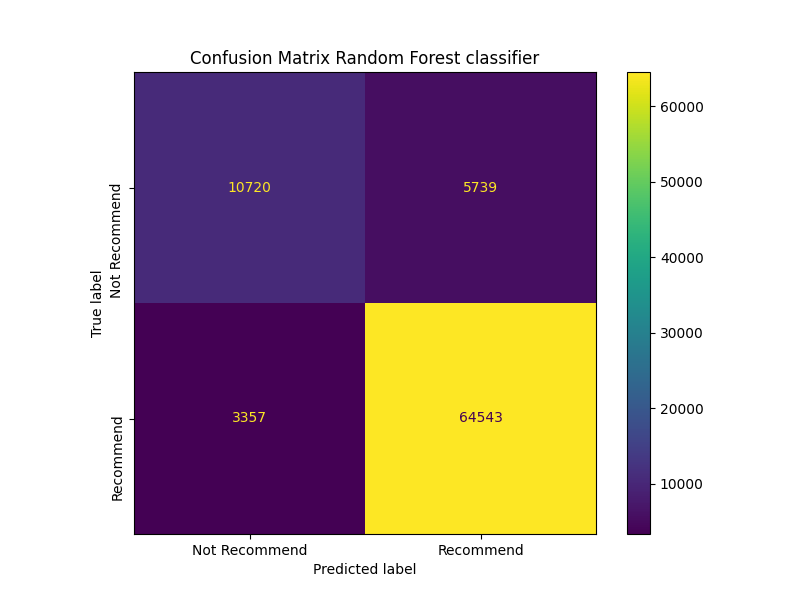 Confusion Matrix Random Forest classifier
True label
Not Recommend
Recommend
10720
5739
3357
64543
Not Recommend
Recommend
Predicted label
60000
50000
40000
30000
20000
10000